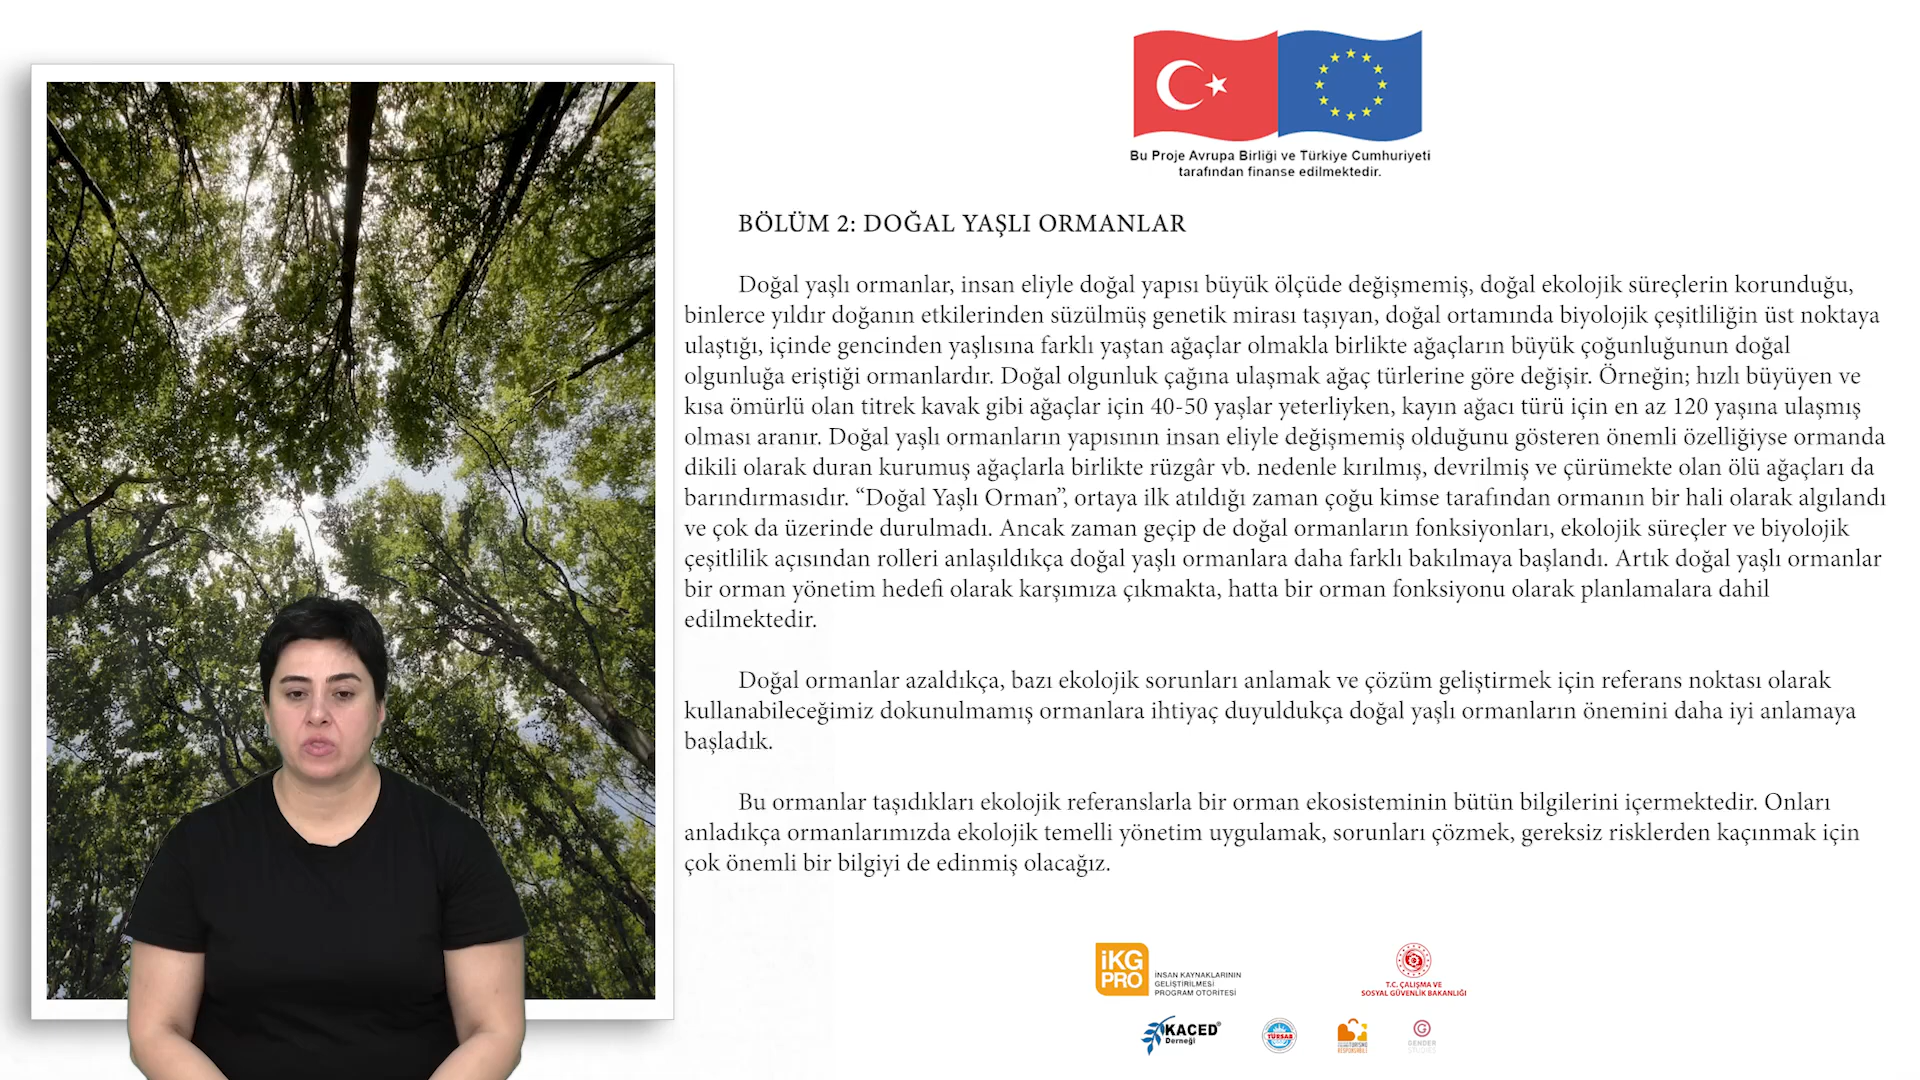 Bu Proje Avrupa Birliği ve Türkiye Cumhuriyeti
tarafından finanse edilmektedir.
BÖLÜM 2: DOĞAL YAŞLI ORMANLAR
Doğal yaşlı ormanlar, insan eliyle doğal yapısı büyük ölçüde değişmemiş, doğal ekolojik süreçlerin korunduğu,
binlerce yıldır doğanın etkilerinden süzülmüş genetik mirası taşıyan, doğal ortamında biyolojik çeşitliliğin üst noktaya
ulaştığı, içinde gencinden yaşlısına farklı yaştan ağaçlar olmakla birlikte ağaçların büyük çoğunluğunun doğal
olgunluğa eriştiği ormanlardır. Doğal olgunluk çağına ulaşmak ağaç türlerine göre değişir. Örneğin; hızlı büyüyen ve
kısa ömürlü olan titrek kavak gibi ağaçlar için 40-50 yaşlar yeterliyken, kayın ağacı türü için en az 120 yaşına ulaşmış
olması aranır. Doğal yaşlı ormanların yapısının insan eliyle değişmemiş olduğunu gösteren önemli özelliğiyse ormanda
dikili olarak duran kurumuş ağaçlarla birlikte rüzgâr vb. nedenle kırılmış, devrilmiş ve çürümekte olan ölü ağaçları da
barındırmasıdır. “Doğal Yaşlı Orman”, ortaya ilk atıldığı zaman çoğu kimse tarafından ormanın bir hali olarak algılandı
ve çok da üzerinde durulmadı. Ancak zaman geçip de doğal ormanların fonksiyonları, ekolojik süreçler ve biyolojik
çeşitlilik açısından rolleri anlaşıldıkça doğal yaşlı ormanlara daha farklı bakılmaya başlandı. Artık doğal yaşlı ormanlar
bir orman yönetim hedefi olarak karşımıza çıkmakta, hatta bir orman fonksiyonu olarak planlamalara dahil
edilmektedir.
Doğal ormanlar azaldıkça, bazı ekolojik sorunları anlamak ve çözüm geliştirmek için referans noktası olarak
kullanabileceğimiz dokunulmamış ormanlara ihtiyaç duyuldukça doğal yaşlı ormanların önemini daha iyi anlamaya
başladık.
Bu ormanlar taşıdıkları ekolojik referanslarla bir orman ekosisteminin bütün bilgilerini içermektedir. Onları
anladıkça ormanlarımızda ekolojik temelli yönetim uygulamak, sorunları çözmek, gereksiz risklerden kaçınmak için
çok önemli bir bilgiyi de edinmiş olacağız.
iKG
PRO
İNSAN KAYNAKLARININ
GELİŞTİRİLMESİ
PROGRAM OTORİTESİ
T.C. ÇALIŞMA VE
SOSYAL GÜVENLİK BAKANLIĞI
KACED
Derneği
TÜRSAB
GENDER